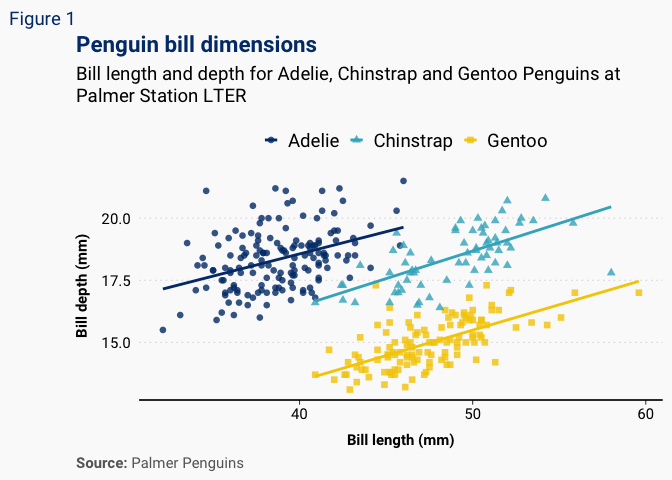 Figure 1
Penguin bill dimensions
Bill length and depth for Adelie, Chinstrap and Gentoo Penguins at
Palmer Station LTER
Adelie Chinstrap Gentoo
20.0
17.5
15.0
Bill depth (mm)
40 50 60
Bill length (mm)
Source: Palmer Penguins